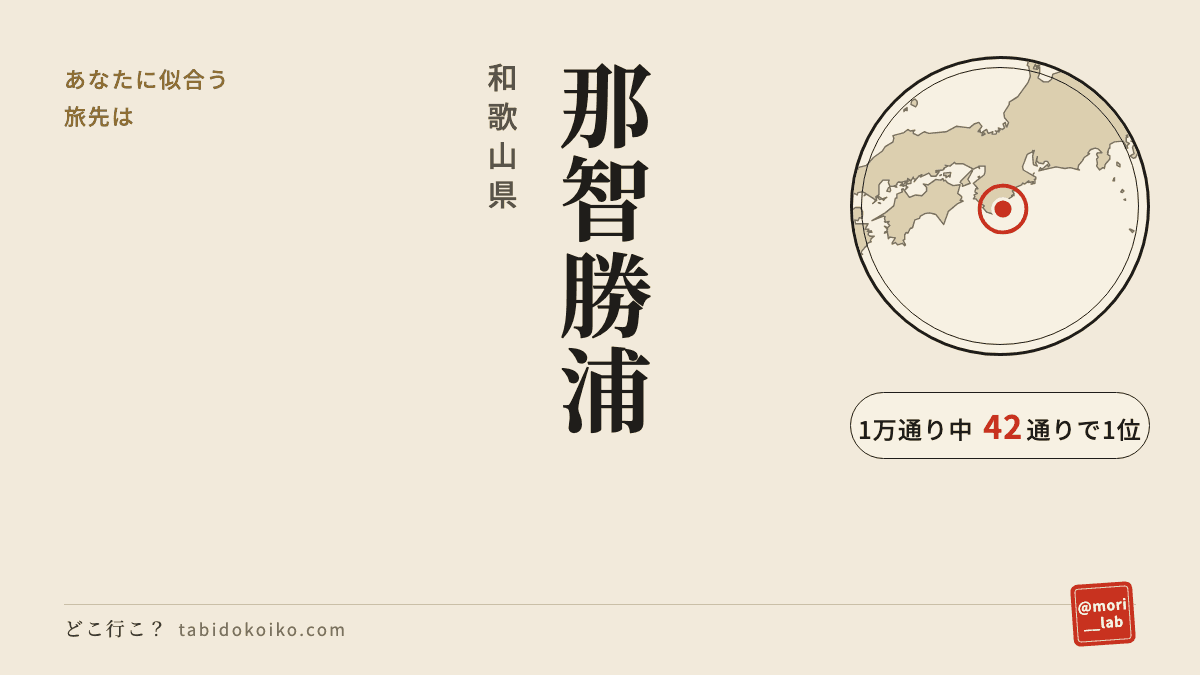 あなたに似合う
旅先は
那智勝浦
和歌山県
1万通り中 42通りで1位
どこ行こ？ tabidokoiko.com
@mori
__lab